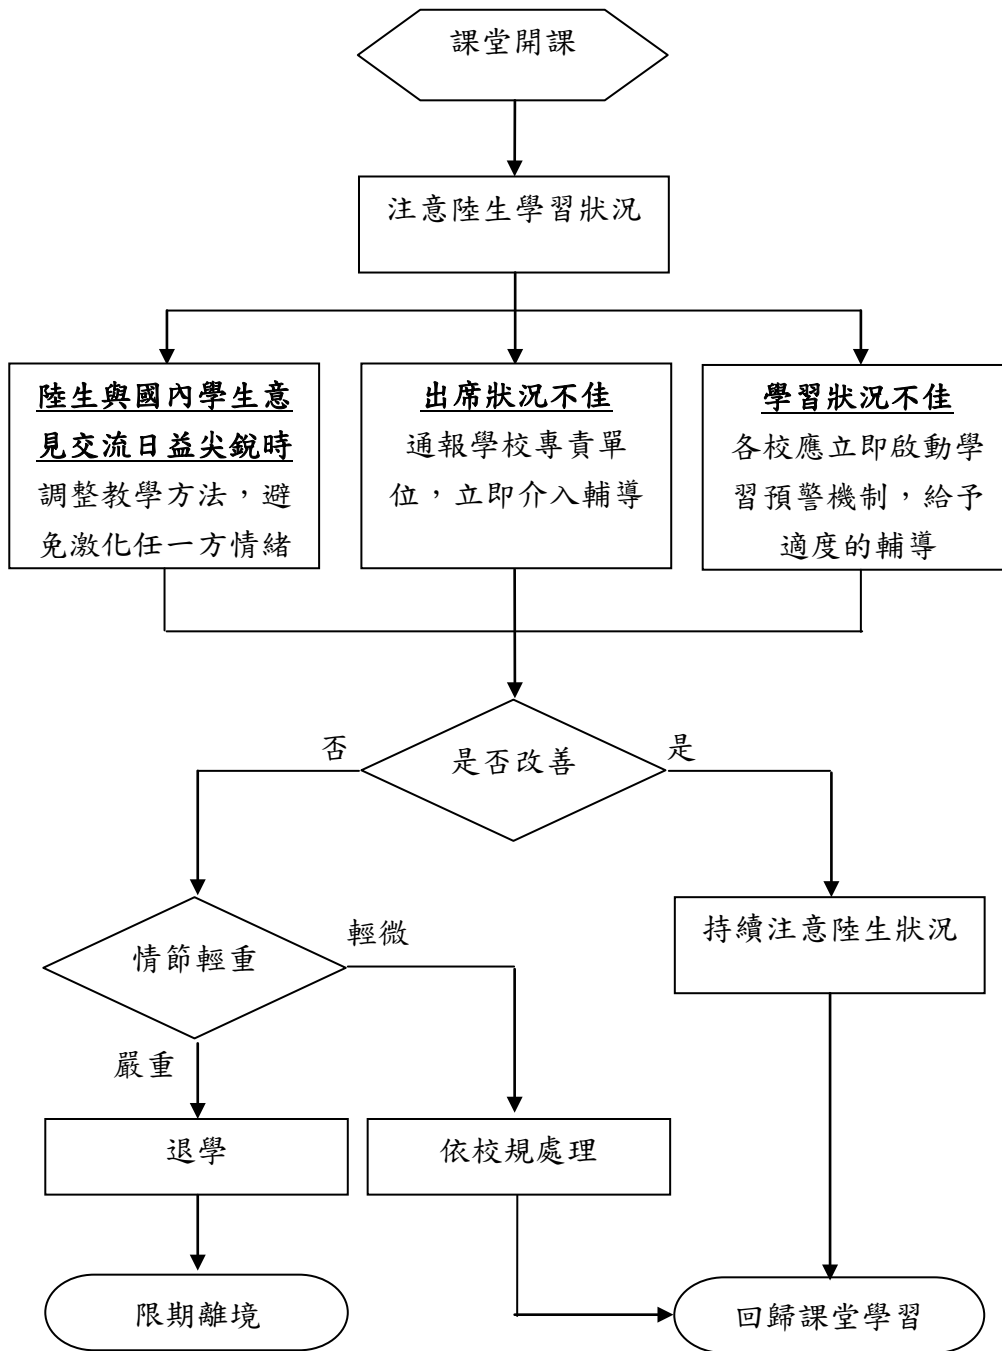 課堂開課
注意陸生學習狀況
陸生與國內學生意
見交流日益尖銳時
調整教學方法，避
免激化任一方情緒
出席狀況不佳
通報學校專責單
位，立即介入輔導
學習狀況不佳
各校應立即啟動學
習預警機制，給予
適度的輔導
是否改善
否
是
情節輕重
輕微
持續注意陸生狀況
嚴重
退學
依校規處理
限期離境
回歸課堂學習